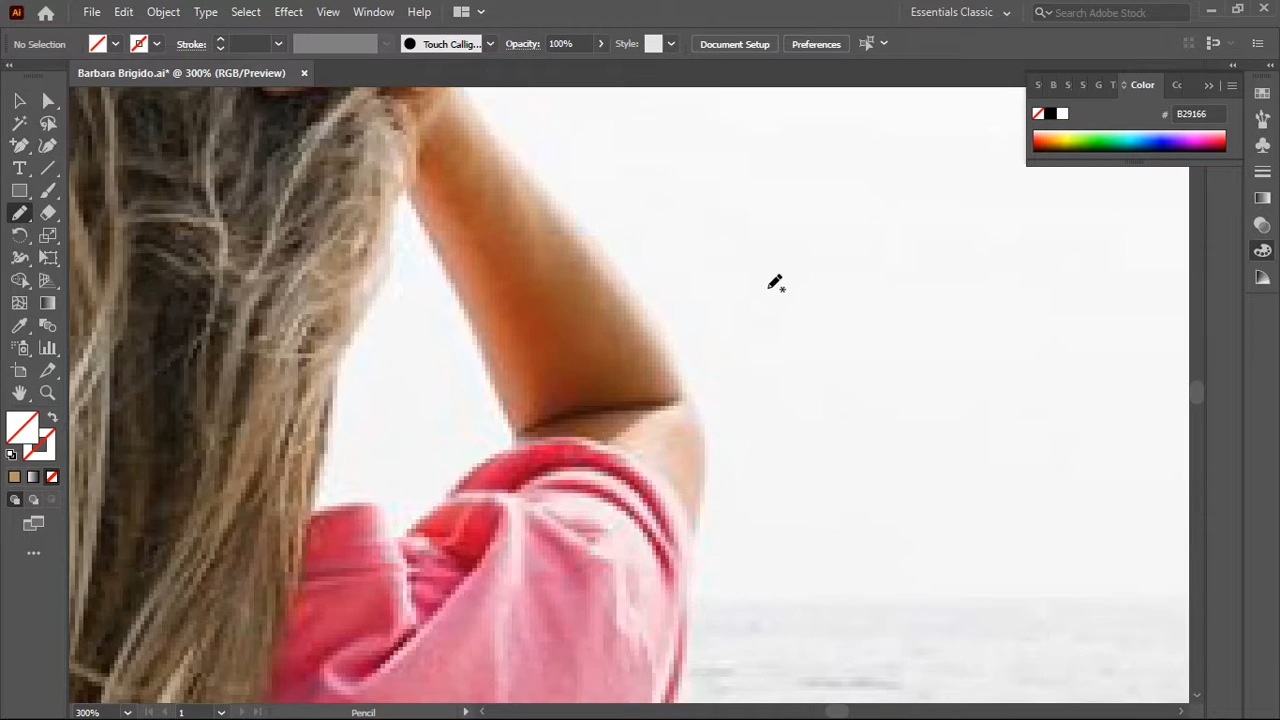 Ai File Edit Object Type Select Effect View Window Help Essentials Classic Search Adobe Stock
No Selection Stroke: Touch Callig... Opacity: 100% Style: Document Setup Preferences
Barbara Brigido.ai* @ 300% (RGB/Preview)
S B S S G T Color Cc
# B29166
300% 1 Pencil